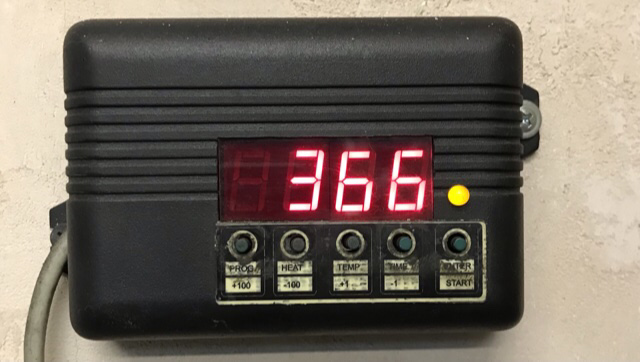 366
PROG HEAT TEMP TIME ENTER
+100 -100 +1 -1 START